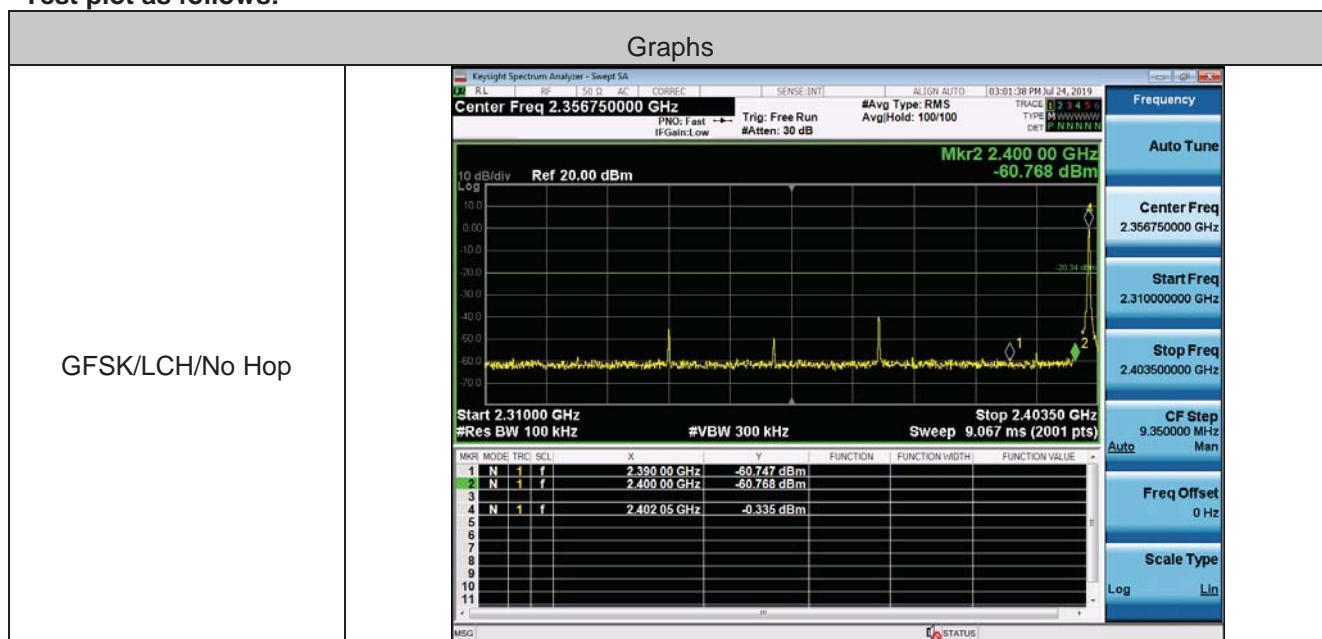 Test plot as follows:
Graphs
GFSK/LCH/No Hop
Keysight Spectrum Analyzer - Swept SA
RL RF 50 Ω AC CORREC SENSE:INT ALIGN AUTO 03:01:38 PM Jul 24, 2019
Center Freq 2.356750000 GHz
PNO: Fast
IFGain:Low
Trig: Free Run
#Atten: 30 dB
#Avg Type: RMS
Avg|Hold: 100/100
TRACE 1 2 3 4 5 6
TYPE M WWWWW
DET P N N N N N
Mkr2 2.400 00 GHz
-60.768 dBm
10 dB/div Ref 20.00 dBm
Log
10.0
0.00
-10.0
-20.0
-30.0
-40.0
-50.0
-60.0
-70.0
-20.34 dBm
1
2
4
Start 2.31000 GHz Stop 2.40350 GHz
#Res BW 100 kHz #VBW 300 kHz Sweep 9.067 ms (2001 pts)
MKR MODE TRC SCL X Y FUNCTION FUNCTION WIDTH FUNCTION VALUE
1 N 1 f 2.390 00 GHz -60.747 dBm
2 N 1 f 2.400 00 GHz -60.768 dBm
3
4 N 1 f 2.402 05 GHz -0.335 dBm
5
6
7
8
9
10
11
MSG STATUS
Frequency
Auto Tune
Center Freq
2.356750000 GHz
Start Freq
2.310000000 GHz
Stop Freq
2.403500000 GHz
CF Step
9.350000 MHz
Auto Man
Freq Offset
0 Hz
Scale Type
Log Lin